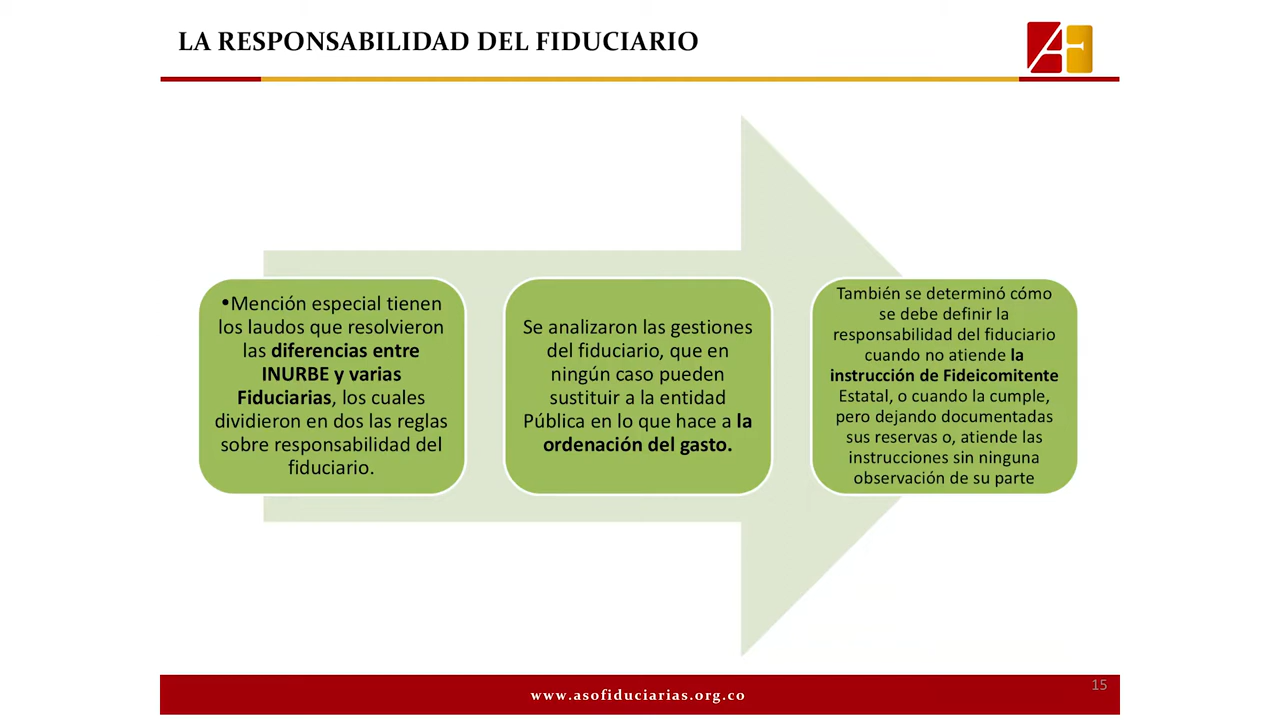 LA RESPONSABILIDAD DEL FIDUCIARIO
AF
•Mención especial tienen
los laudos que resolvieron
las diferencias entre
INURBE y varias
Fiduciarias, los cuales
dividieron en dos las reglas
sobre responsabilidad del
fiduciario.
Se analizaron las gestiones
del fiduciario, que en
ningún caso pueden
sustituir a la entidad
Pública en lo que hace a la
ordenación del gasto.
También se determinó cómo
se debe definir la
responsabilidad del fiduciario
cuando no atiende la
instrucción de Fideicomitente
Estatal, o cuando la cumple,
pero dejando documentadas
sus reservas o, atiende las
instrucciones sin ninguna
observación de su parte
www.asofiduciarias.org.co
15